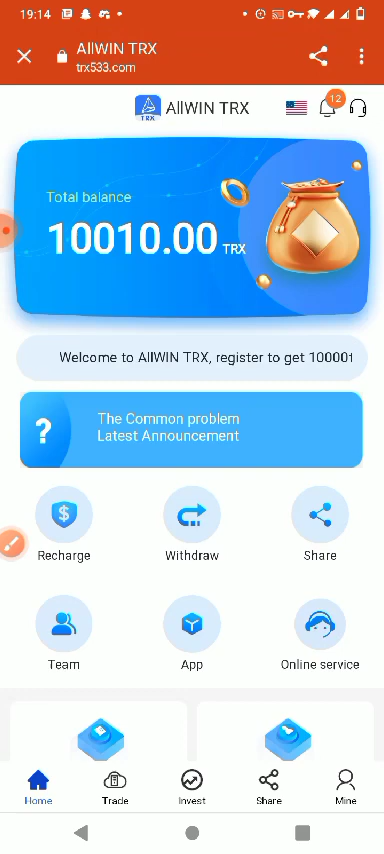 19:14
AllWIN TRX
trx533.com
TRX
AllWIN TRX
12
Total balance
10010.00 TRX
Welcome to AllWIN TRX, register to get 10000t
?
The Common problem
Latest Announcement
$
Recharge
Withdraw
Share
Team
App
Online service
Home
Trade
Invest
Share
Mine